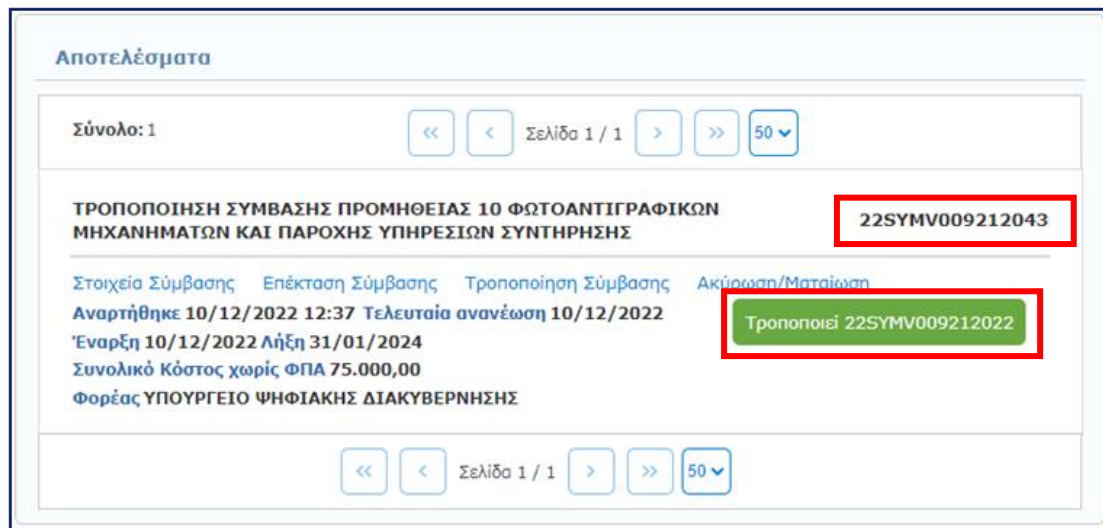 Αποτελέσματα
Σύνολο: 1 << < Σελίδα 1 / 1 > >> 50
ΤΡΟΠΟΠΟΙΗΣΗ ΣΥΜΒΑΣΗΣ ΠΡΟΜΗΘΕΙΑΣ 10 ΦΩΤΟΑΝΤΙΓΡΑΦΙΚΩΝ
ΜΗΧΑΝΗΜΑΤΩΝ ΚΑΙ ΠΑΡΟΧΗΣ ΥΠΗΡΕΣΙΩΝ ΣΥΝΤΗΡΗΣΗΣ
22SYMV009212043
Στοιχεία Σύμβασης Επέκταση Σύμβασης Τροποποίηση Σύμβασης Ακύρωση/Ματαίωση
Αναρτήθηκε 10/12/2022 12:37 Τελευταία ανανέωση 10/12/2022
Τροποποιεί 22SYMV009212022
Έναρξη 10/12/2022 Λήξη 31/01/2024
Συνολικό Κόστος χωρίς ΦΠΑ 75.000,00
Φορέας ΥΠΟΥΡΓΕΙΟ ΨΗΦΙΑΚΗΣ ΔΙΑΚΥΒΕΡΝΗΣΗΣ
<< < Σελίδα 1 / 1 > >> 50